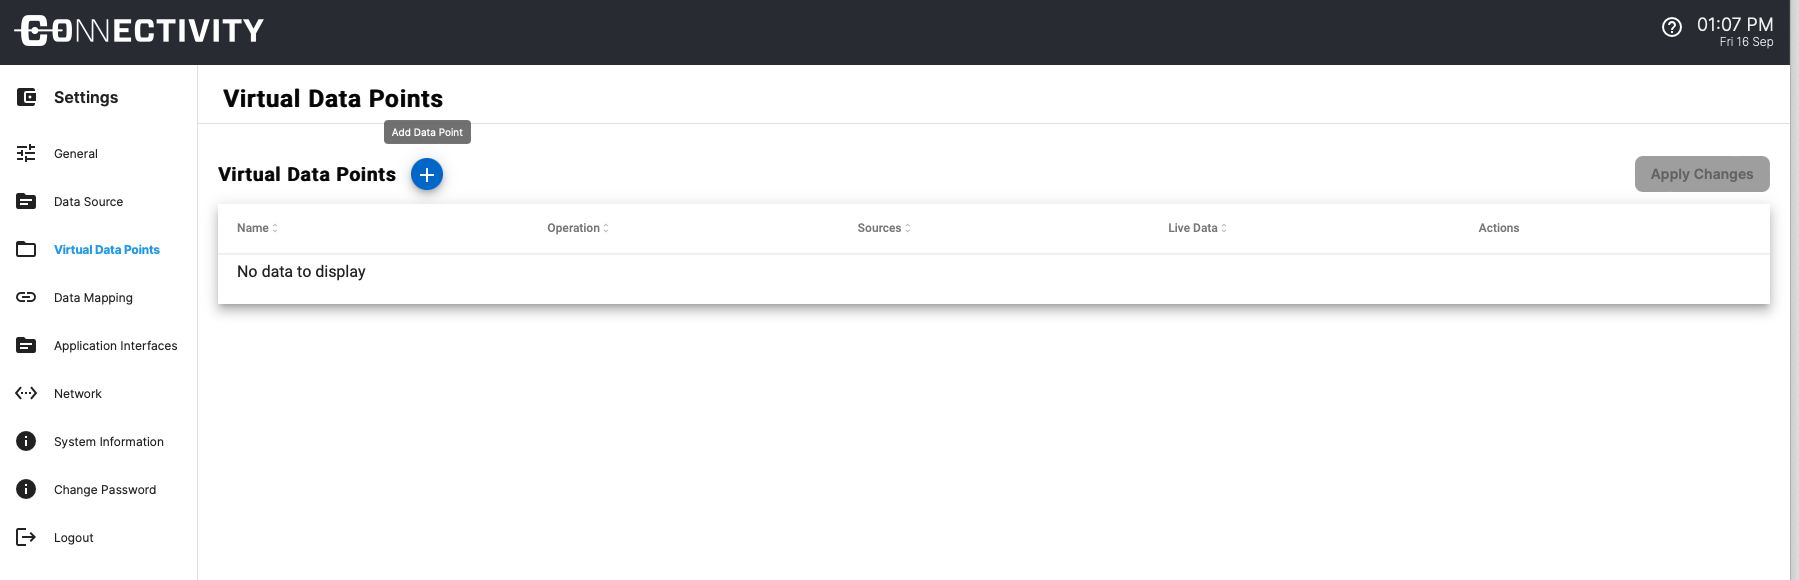 CONNECTIVITY
01:07 PM
Fri 16 Sep
Settings
General
Data Source
Virtual Data Points
Data Mapping
Application Interfaces
Network
System Information
Change Password
Logout
Virtual Data Points
Add Data Point
Virtual Data Points
Apply Changes
Name Operation Sources Live Data Actions
No data to display